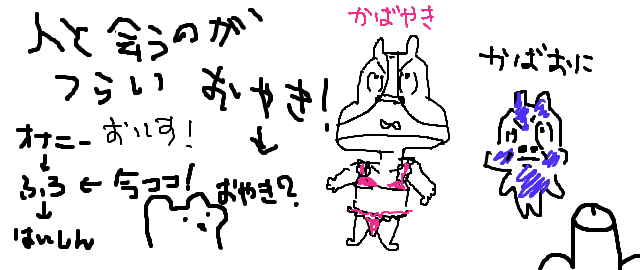 人と会うのが
つらい
おやき!
おいす!
オナニー
↓
ふろ ← 今ココ!
↓
はいしん
おやき?
かばやき
かばおに